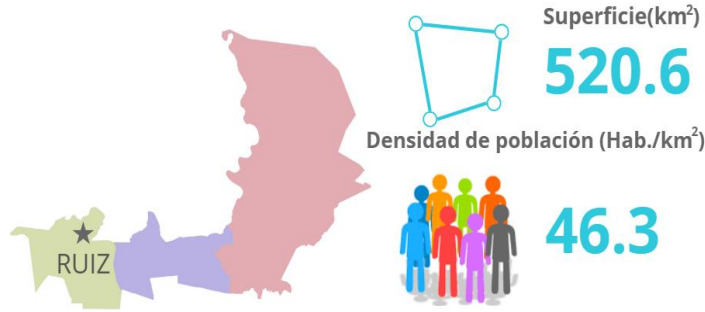 Superficie(km²)
520.6
Densidad de población (Hab./km²)
46.3
RUIZ